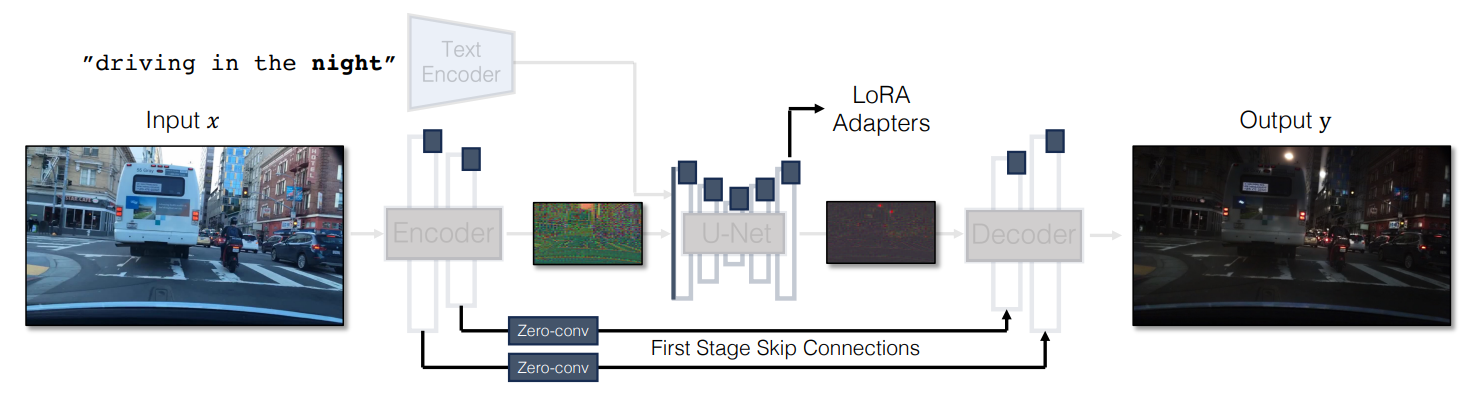 ”driving in the night”
Text
Encoder
LoRA
Adapters
Input x
Output y
Encoder
U-Net
Decoder
Zero-conv
First Stage Skip Connections
Zero-conv